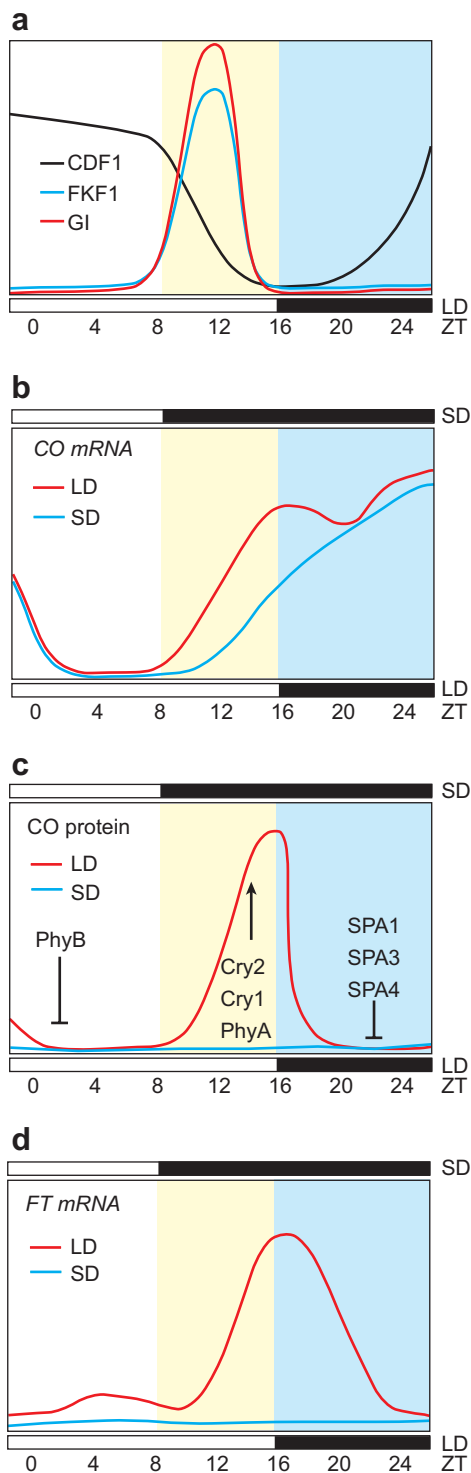 a
CDF1
FKF1
GI
LD
0 4 8 12 16 20 24 ZT
b
SD
CO mRNA
LD
SD
LD
0 4 8 12 16 20 24 ZT
c
SD
CO protein
LD
SD
PhyB
Cry2
Cry1
PhyA
SPA1
SPA3
SPA4
LD
0 4 8 12 16 20 24 ZT
d
SD
FT mRNA
LD
SD
LD
0 4 8 12 16 20 24 ZT